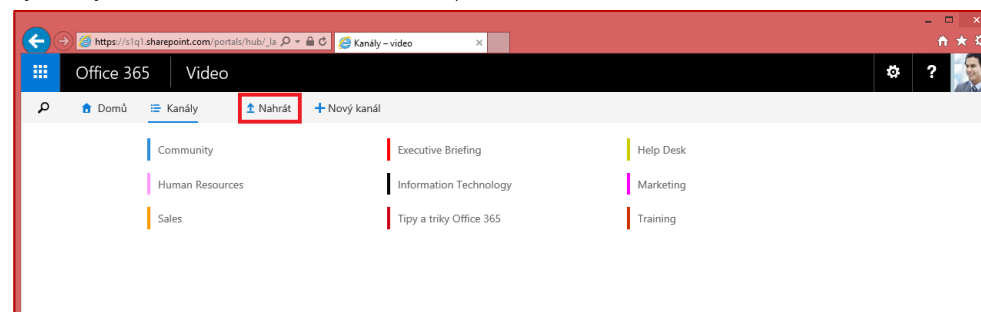 https://s1q1.sharepoint.com/portals/hub/_la
Kanály – video
Office 365 Video
Domů Kanály Nahrát Nový kanál
Community Executive Briefing Help Desk
Human Resources Information Technology Marketing
Sales Tipy a triky Office 365 Training